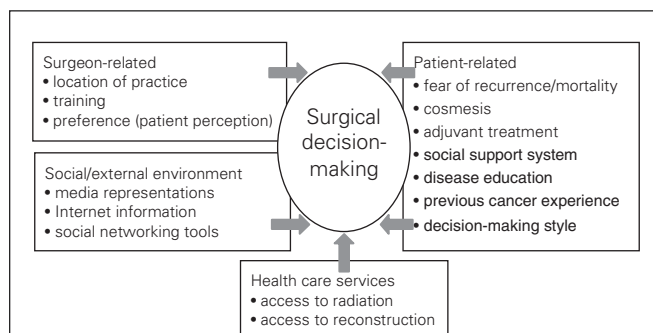 Surgeon-related
• location of practice
• training
• preference (patient perception)
Social/external environment
• media representations
• Internet information
• social networking tools
Surgical
decision-
making
Patient-related
• fear of recurrence/mortality
• cosmesis
• adjuvant treatment
• social support system
• disease education
• previous cancer experience
• decision-making style
Health care services
• access to radiation
• access to reconstruction